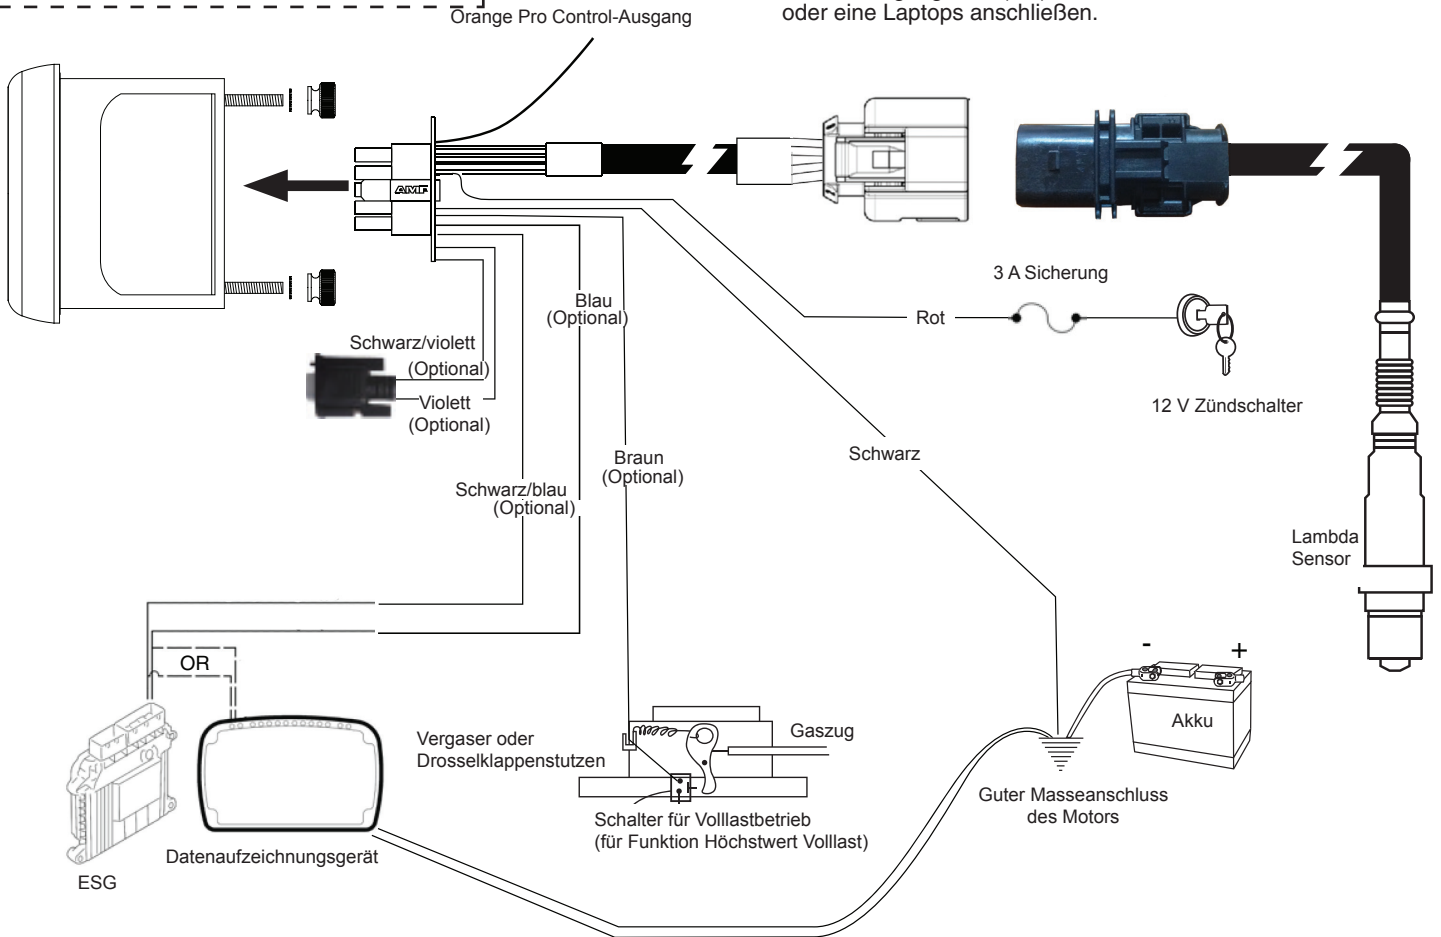 Orange Pro Control-Ausgang
oder eine Laptops anschließen.
AMP
3 A Sicherung
Blau
(Optional)
Rot
Schwarz/violett
(Optional)
Violett
(Optional)
12 V Zündschalter
Schwarz
Braun
(Optional)
Schwarz/blau
(Optional)
Lambda
Sensor
- +
OR
Akku
Vergaser oder
Drosselklappenstutzen
Gaszug
Guter Masseanschluss
des Motors
Schalter für Volllastbetrieb
(für Funktion Höchstwert Volllast)
Datenaufzeichnungsgerät
ESG